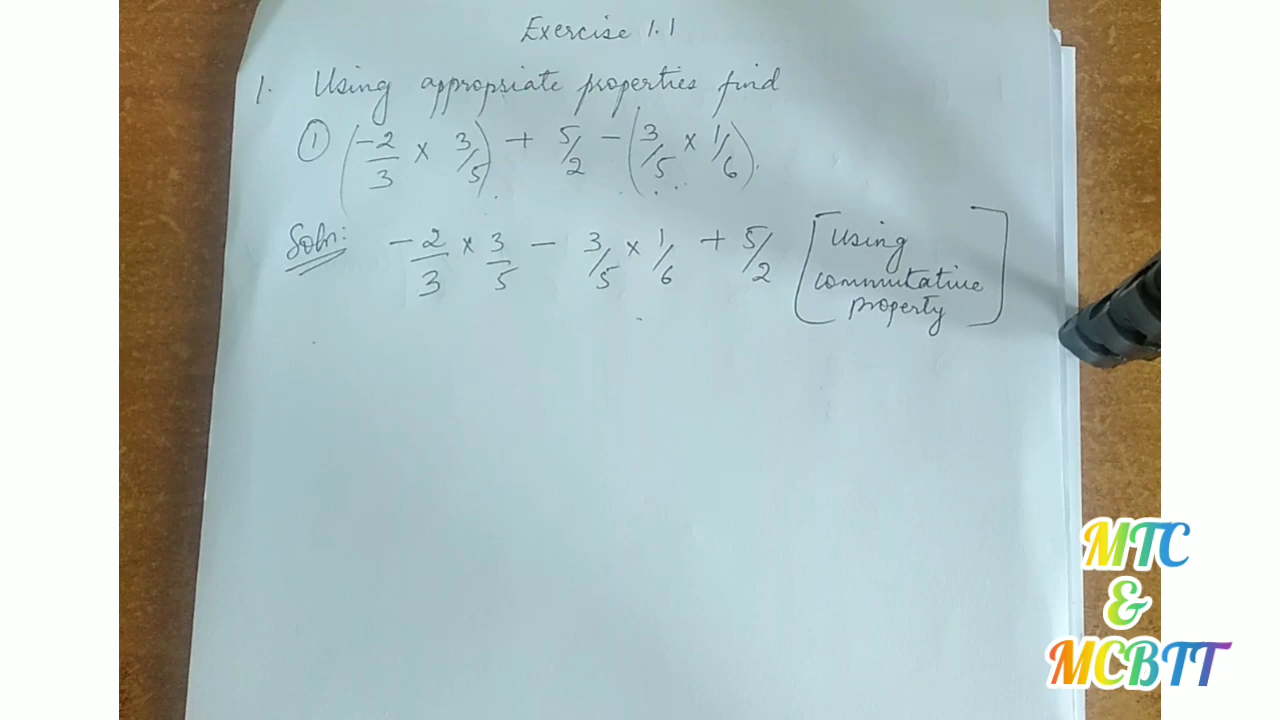 Exercise 1.1
1. Using appropriate properties find
① (-2/3 × 3/5) + 5/2 - (3/5 × 1/6).
Soln: -2/3 × 3/5 - 3/5 × 1/6 + 5/2 [Using
commutative
property]
MTC
&
MCBTT